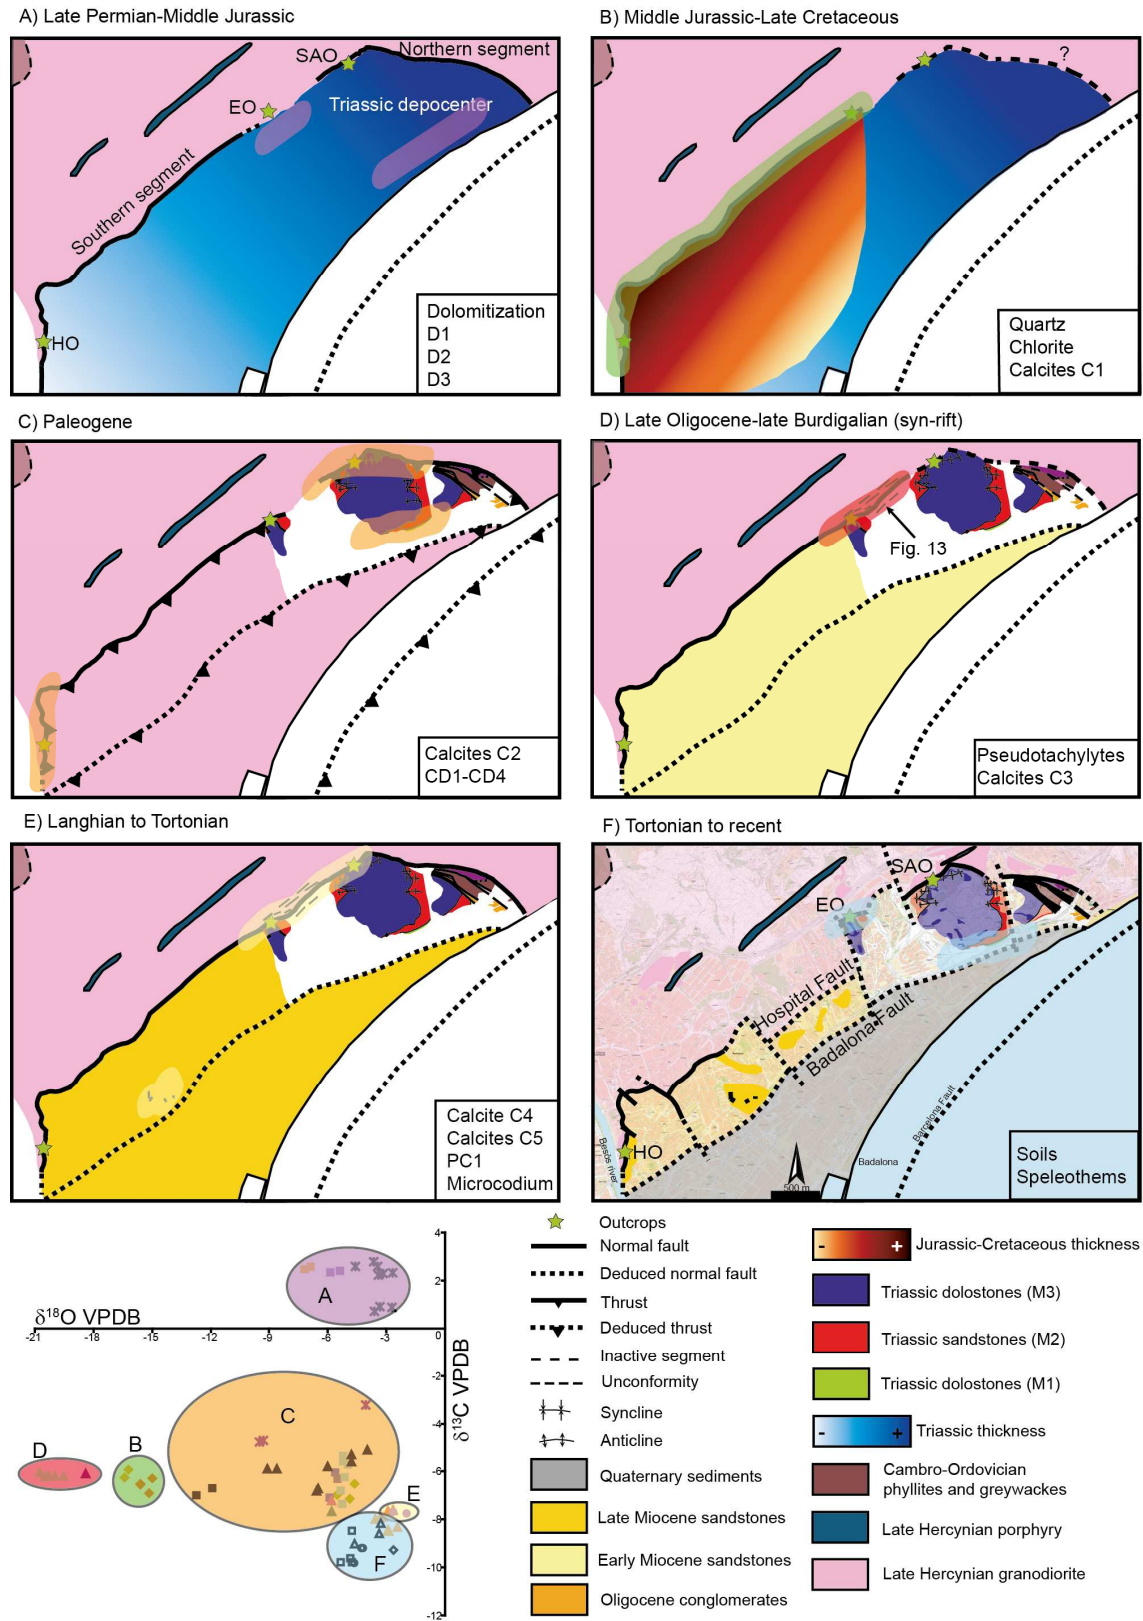 A) Late Permian-Middle Jurassic
SAO
Northern segment
EO
Triassic depocenter
Southern segment
HO
Dolomitization
D1
D2
D3
B) Middle Jurassic-Late Cretaceous
?
Quartz
Chlorite
Calcites C1
C) Paleogene
Calcites C2
CD1-CD4
D) Late Oligocene-late Burdigalian (syn-rift)
Fig. 13
Pseudotachylytes
Calcites C3
E) Langhian to Tortonian
Calcite C4
Calcites C5
PC1
Microcodium
F) Tortonian to recent
SAO
EO
Hospital Fault
Badalona Fault
Barcelona Fault
Besòs river
HO
Badalona
500 m
Soils
Speleothems
δ18O VPDB
-21 -18 -15 -12 -9 -6 -3 0
δ13C VPDB
4
2
-2
-4
-6
-8
-10
-12
A
C
D
B
E
F
Outcrops
Normal fault
Deduced normal fault
Thrust
Deduced thrust
Inactive segment
Unconformity
Syncline
Anticline
Quaternary sediments
Late Miocene sandstones
Early Miocene sandstones
Oligocene conglomerates
- + Jurassic-Cretaceous thickness
Triassic dolostones (M3)
Triassic sandstones (M2)
Triassic dolostones (M1)
- + Triassic thickness
Cambro-Ordovician
phyllites and greywackes
Late Hercynian porphyry
Late Hercynian granodiorite